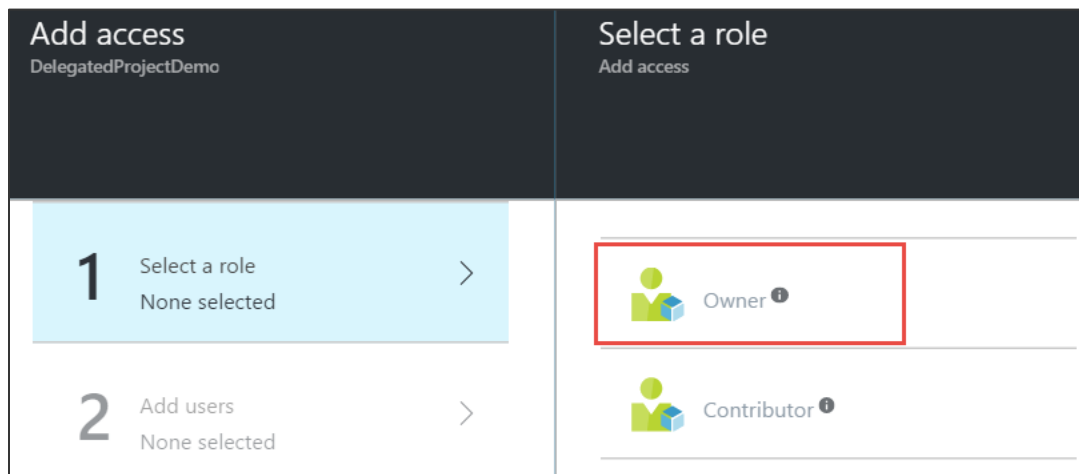 Add access
DelegatedProjectDemo
1
Select a role
None selected
2
Add users
None selected
Select a role
Add access
Owner
Contributor